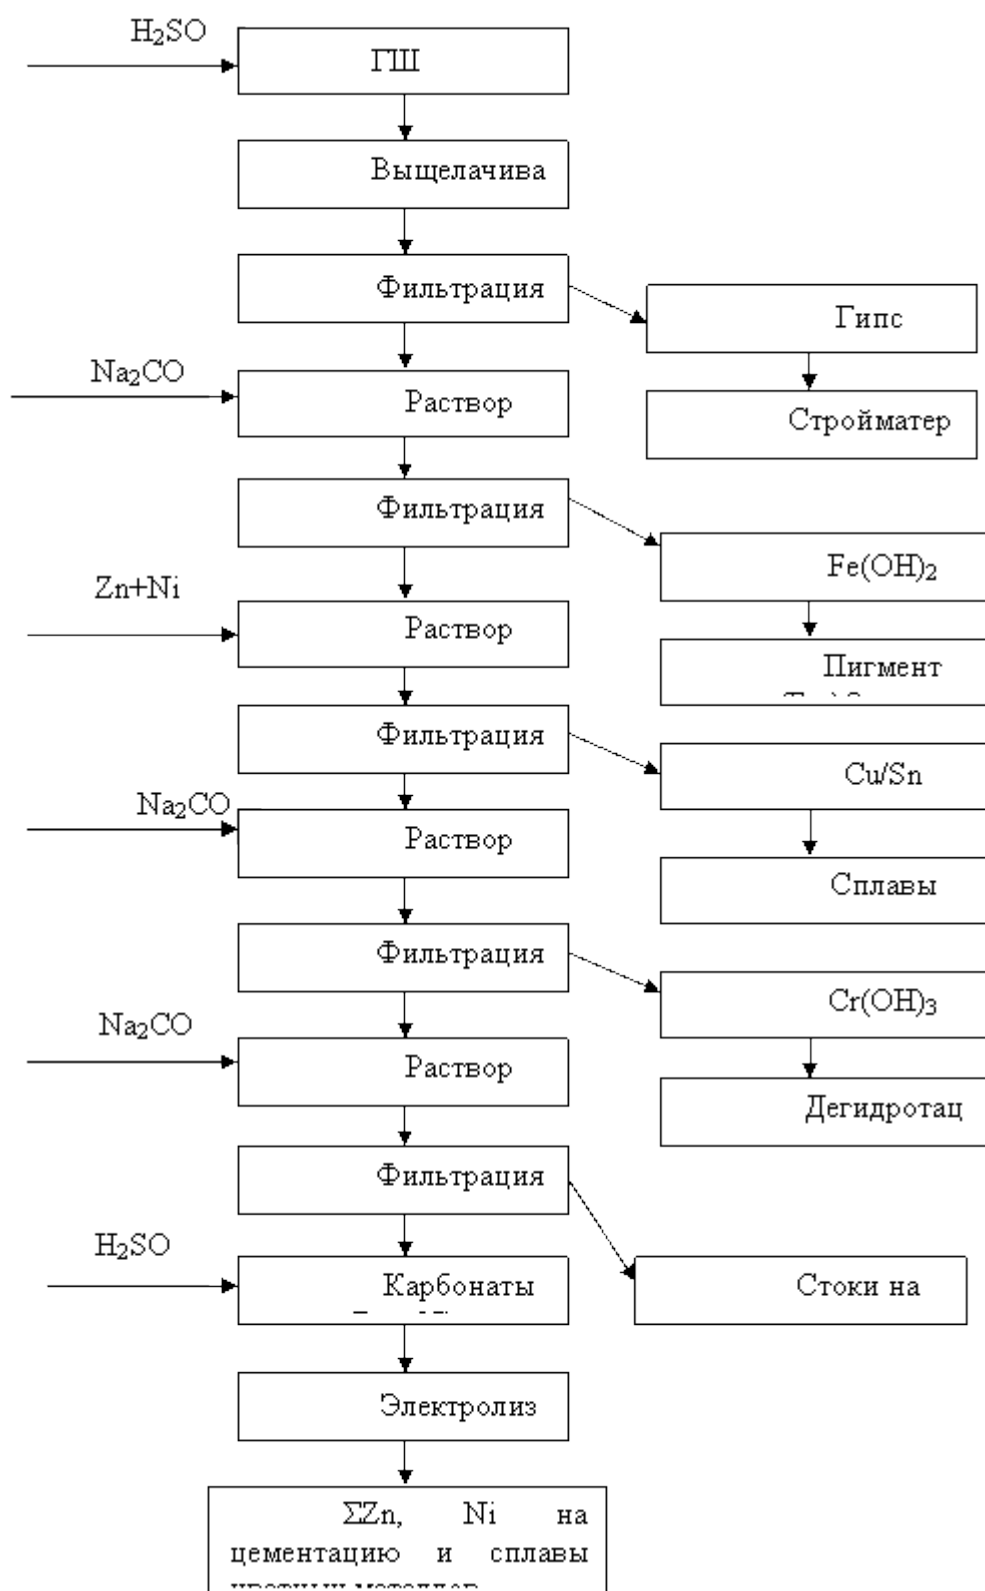 H₂SO
ГШ
Выщелачива
Фильтрация
Гипс
Na₂CO
Раствор
Стройматер
Фильтрация
Fe(OH)₂
Zn+Ni
Раствор
Пигмент
Фильтрация
Cu/Sn
Na₂CO
Раствор
Сплавы
Фильтрация
Cr(OH)₃
Na₂CO
Раствор
Дегидротац
Фильтрация
H₂SO
Карбонаты
Стоки на
Электролиз
ΣZn, Ni на
цементацию и сплавы